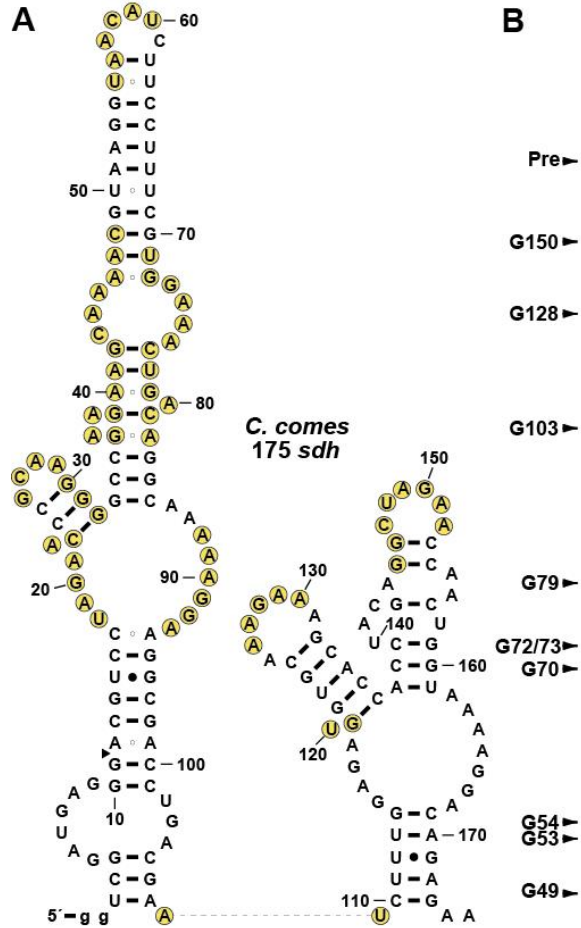 A
B
C A U 60
A C
A U
U U
G C
G C
A U
A U
50 U U
G C
C G 70
A U
A G G
A A
A A
C A
G C
A U
40 A G A 80
A G C
A G A
C G
A A 30 C G
C G G C A
G C G A
C G A
A C A
A A
20 G 90 A
A G
U G
C A A
C G
U G
G C
C G
A A
G C 100
G G C
A 10 U
G G
U A
A G C
G G
C G
U A A
5´ g g
C. comes
175 sdh
150
U A G A
C A
G C
G C
A A
G C A
130 A C U
G A A A C U
A G U 140 C G
A C C G 160
A C A C A U A
G C A
U A
G A
120 U G G
A G
G A
A
G
G C
U A 170
U G
U A
110 C G
U A A
Pre
G150
G128
G103
G79
G72/73
G70
G54
G53
G49